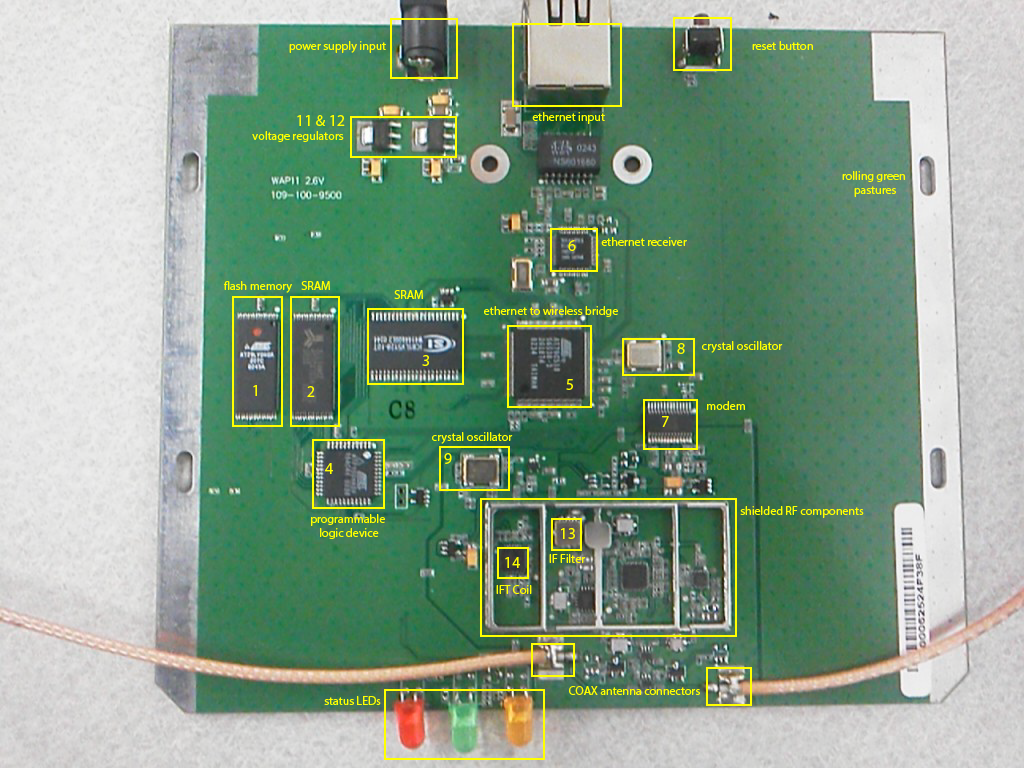 power supply input
reset button
11 & 12
voltage regulators
ethernet input
0243
WAP11 2.6V
109-100-9500
rolling green
pastures
6
ethernet receiver
flash memory
SRAM
SRAM
ethernet to wireless bridge
3
8
crystal oscillator
1
2
5
C8
modem
7
crystal oscillator
9
4
programmable
logic device
shielded RF components
13
IF Filter
14
IFT Coil
COAX antenna connectors
status LEDs